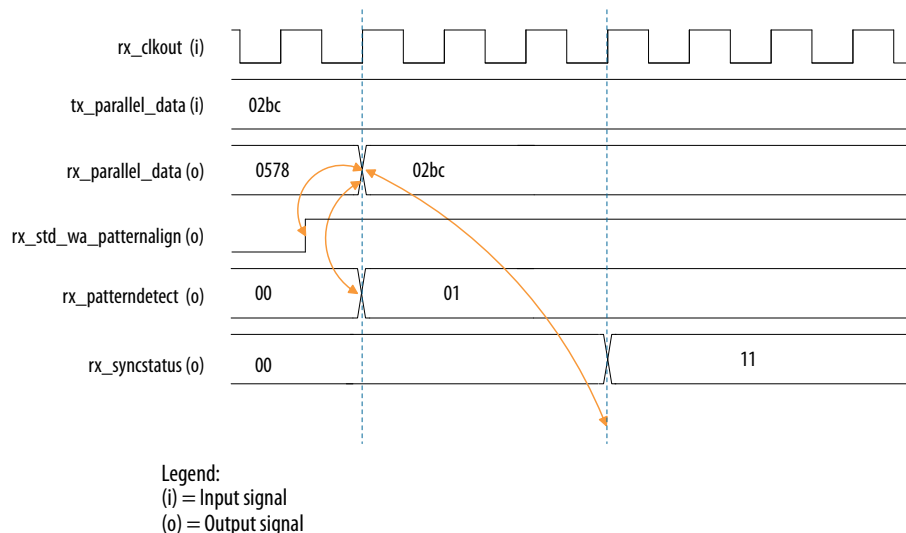 rx_clkout (i)
tx_parallel_data (i) 02bc
rx_parallel_data (o) 0578 02bc
rx_std_wa_patternalign (o)
rx_patterndetect (o) 00 01
rx_syncstatus (o) 00 11
Legend:
(i) = Input signal
(o) = Output signal